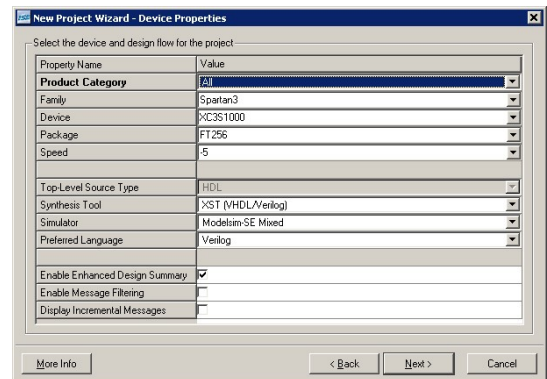 New Project Wizard - Device Properties
Select the device and design flow for the project
Property Name Value
Product Category All
Family Spartan3
Device XC3S1000
Package FT256
Speed -5
Top-Level Source Type HDL
Synthesis Tool XST (VHDL/Verilog)
Simulator Modelsim-SE Mixed
Preferred Language Verilog
Enable Enhanced Design Summary
Enable Message Filtering
Display Incremental Messages
More Info < Back Next > Cancel